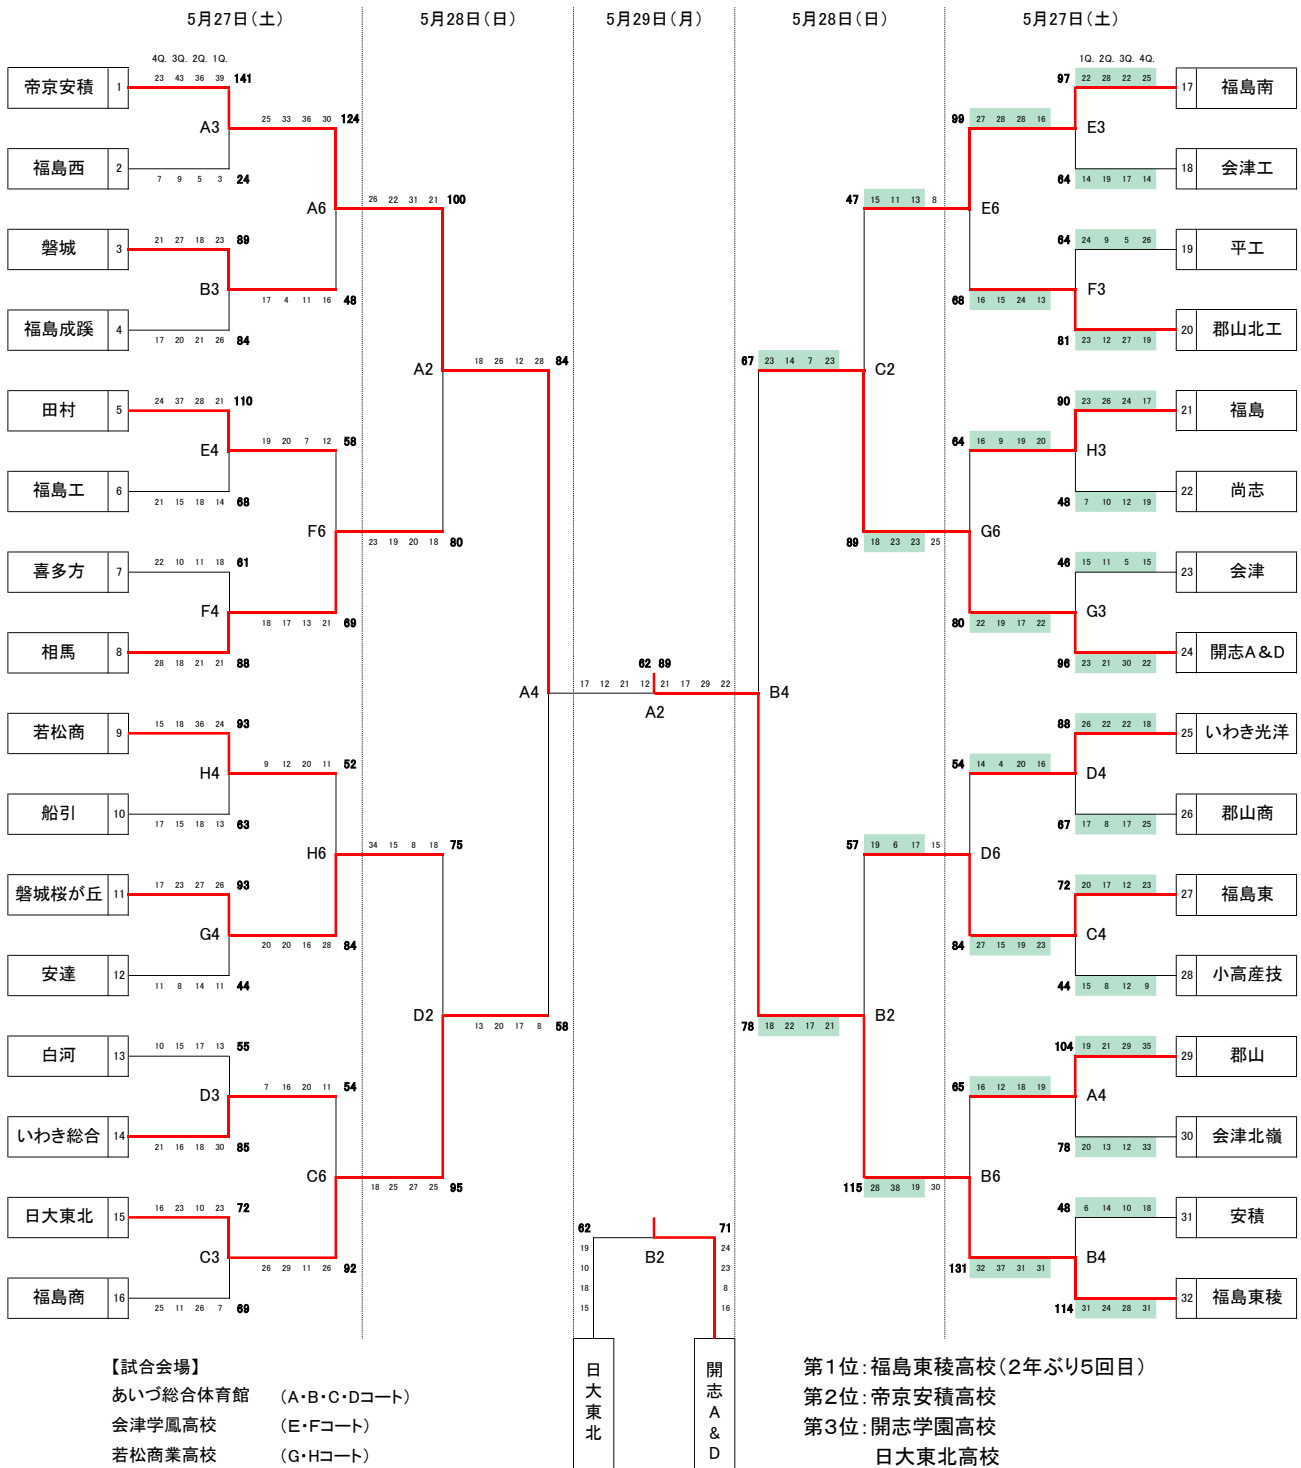 5月27日(土) 5月28日(日) 5月29日(月) 5月28日(日) 5月27日(土)
4Q. 3Q. 2Q. 1Q. 1Q. 2Q. 3Q. 4Q.
帝京安積 1 23 43 36 39 141 97 22 28 22 25 17 福島南
A3 25 33 36 30 124 99 27 28 28 16 E3
福島西 2 7 9 5 3 24 64 14 19 17 14 18 会津工
A6 26 22 31 21 100 47 15 11 13 8 E6
磐城 3 21 27 18 23 89 64 24 9 5 26 19 平工
B3 17 4 11 16 48 68 16 15 24 13 F3
福島成蹊 4 17 20 21 26 84 81 23 12 27 19 20 郡山北工
A2 18 26 12 28 84 67 23 14 7 23 C2
田村 5 24 37 28 21 110 90 23 26 24 17 21 福島
E4 19 20 7 12 58 64 16 9 19 20 H3
福島工 6 21 15 18 14 68 48 7 10 12 19 22 尚志
F6 23 19 20 18 80 89 18 23 23 25 G6
喜多方 7 22 10 11 18 61 46 15 11 5 15 23 会津
F4 18 17 13 21 69 80 22 19 17 22 G3
相馬 8 28 18 21 21 88 96 23 21 30 22 24 開志A&D
62 89
A4 17 12 21 12 21 17 29 22 B4
A2
若松商 9 15 18 36 24 93 88 26 22 22 18 25 いわき光洋
H4 9 12 20 11 52 54 14 4 20 16 D4
船引 10 17 15 18 13 63 67 17 8 17 25 26 郡山商
H6 34 15 8 18 75 57 19 6 17 15 D6
磐城桜が丘 11 17 23 27 26 93 72 20 17 12 23 27 福島東
G4 20 20 16 28 84 84 27 15 19 23 C4
安達 12 11 8 14 11 44 44 15 8 12 9 28 小高産技
D2 13 20 17 8 58 78 18 22 17 21 B2
白河 13 10 15 17 13 55 104 19 21 29 35 29 郡山
D3 7 16 20 11 54 65 16 12 18 19 A4
いわき総合 14 21 16 18 30 85 78 20 13 12 33 30 会津北嶺
C6 18 25 27 25 95 115 28 38 19 30 B6
日大東北 15 16 23 10 23 72 48 6 14 10 18 31 安積
C3 26 29 11 26 92 131 32 37 31 31 B4
福島商 16 25 11 26 7 69 114 31 24 28 31 32 福島東稜
62 71
B2
19 24
10 23
18 8
15 16
日大東北 開志A&D
【試合会場】
あいづ総合体育館 (A・B・C・Dコート)
会津学鳳高校 (E・Fコート)
若松商業高校 (G・Hコート)
第1位:福島東稜高校(2年ぶり5回目)
第2位:帝京安積高校
第3位:開志学園高校
日大東北高校